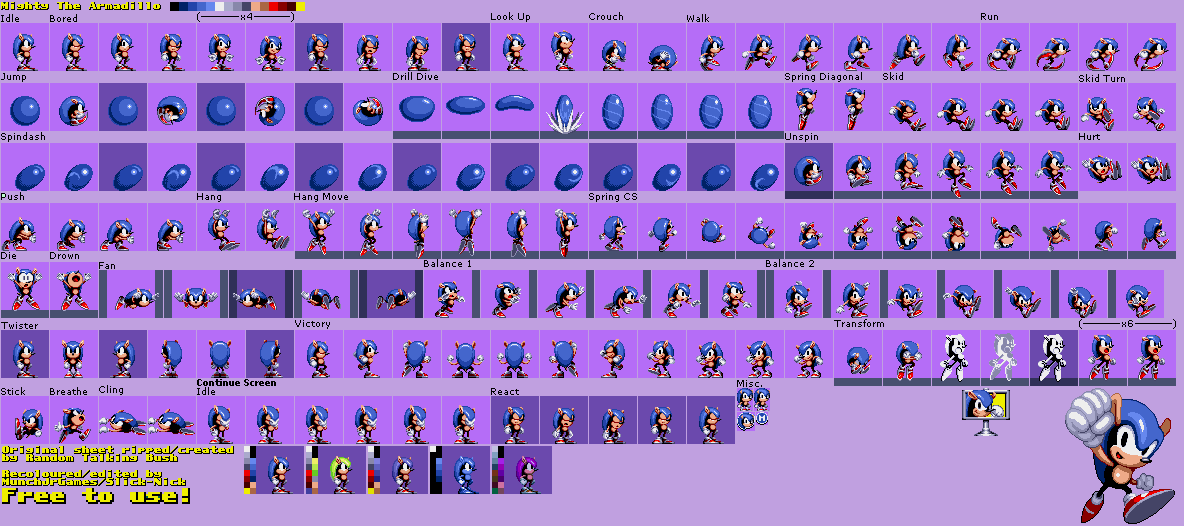 Mighty The Armadillo
Idle Bored (——x4——) Look Up Crouch Walk Run
Jump Drill Dive Spring Diagonal Skid Skid Turn
Spindash Unspin Hurt
Push Hang Hang Move Spring CS
Die Drown Fan Balance 1 Balance 2
Twister Victory Transform (——x6——)
Stick Breathe Cling Continue Screen Misc.
Idle React
Original sheet ripped/created
by Random Talking Bush
Recoloured/edited by
MunchJrGames/Slick-Nick
Free to use!